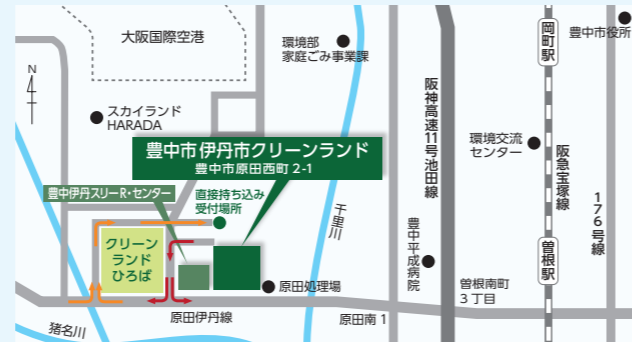 大阪国際空港
環境部
家庭ごみ事業課
岡町駅
豊中市役所
N
スカイランド
HARADA
阪神高速11号池田線
環境交流
センター
阪急宝塚線
豊中市伊丹市クリーンランド
豊中市原田西町2-1
豊中伊丹スリーR・センター
直接持ち込み
受付場所
千里川
176号線
クリーン
ランド
ひろば
豊中平成病院
曽根駅
原田処理場
曽根南町
3丁目
原田伊丹線
原田南1
猪名川